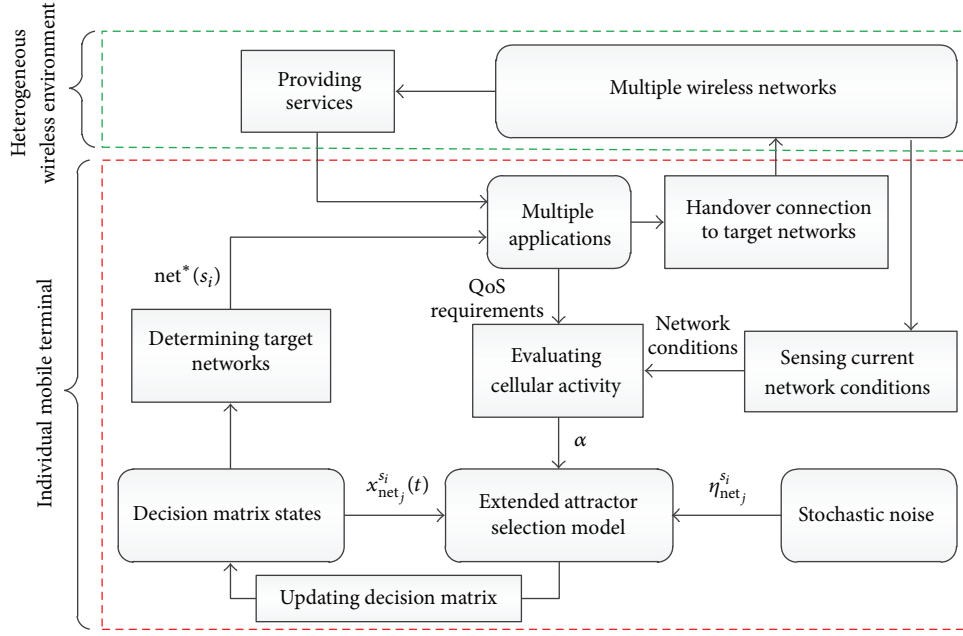 Heterogeneous
wireless environment
Providing
services
Multiple wireless networks
Individual mobile terminal
Multiple
applications
Handover connection
to target networks
net*(s_i)
QoS
requirements
Network
conditions
Determining target
networks
Evaluating
cellular activity
Sensing current
network conditions
α
Decision matrix states
x^{s_i}_{net_j}(t)
Extended attractor
selection model
η^{s_i}_{net_j}
Stochastic noise
Updating decision matrix